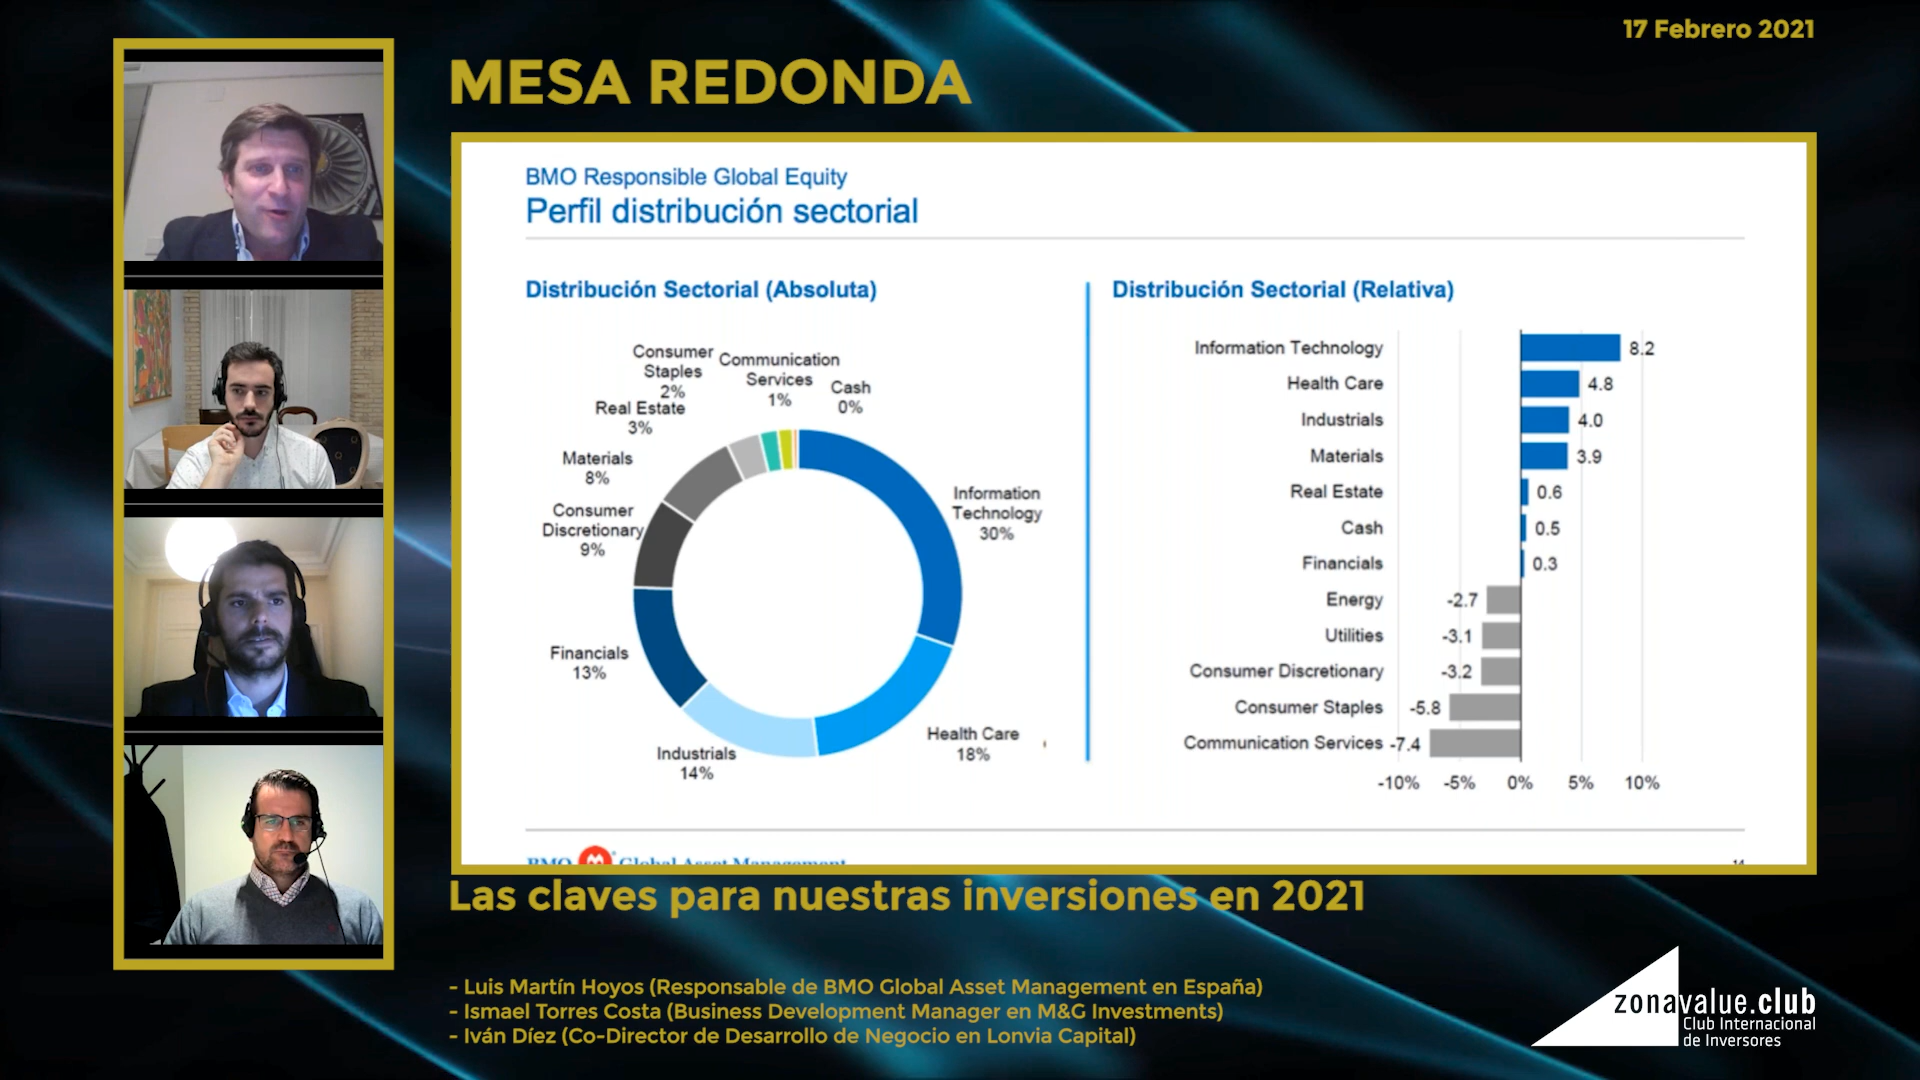 17 Febrero 2021
MESA REDONDA
BMO Responsible Global Equity
Perfil distribución sectorial
Distribución Sectorial (Absoluta)
Consumer
Staples
2%
Communication
Services
1%
Cash
0%
Real Estate
3%
Materials
8%
Consumer
Discretionary
9%
Information
Technology
30%
Financials
13%
Industrials
14%
Health Care
18%
Distribución Sectorial (Relativa)
Information Technology 8.2
Health Care 4.8
Industrials 4.0
Materials 3.9
Real Estate 0.6
Cash 0.5
Financials 0.3
Energy -2.7
Utilities -3.1
Consumer Discretionary -3.2
Consumer Staples -5.8
Communication Services -7.4
-10% -5% 0% 5% 10%
BMO Global Asset Management
14
Las claves para nuestras inversiones en 2021
- Luis Martín Hoyos (Responsable de BMO Global Asset Management en España)
- Ismael Torres Costa (Business Development Manager en M&G Investments)
- Iván Díez (Co-Director de Desarrollo de Negocio en Lonvia Capital)
zonavalue.club
Club Internacional
de Inversores